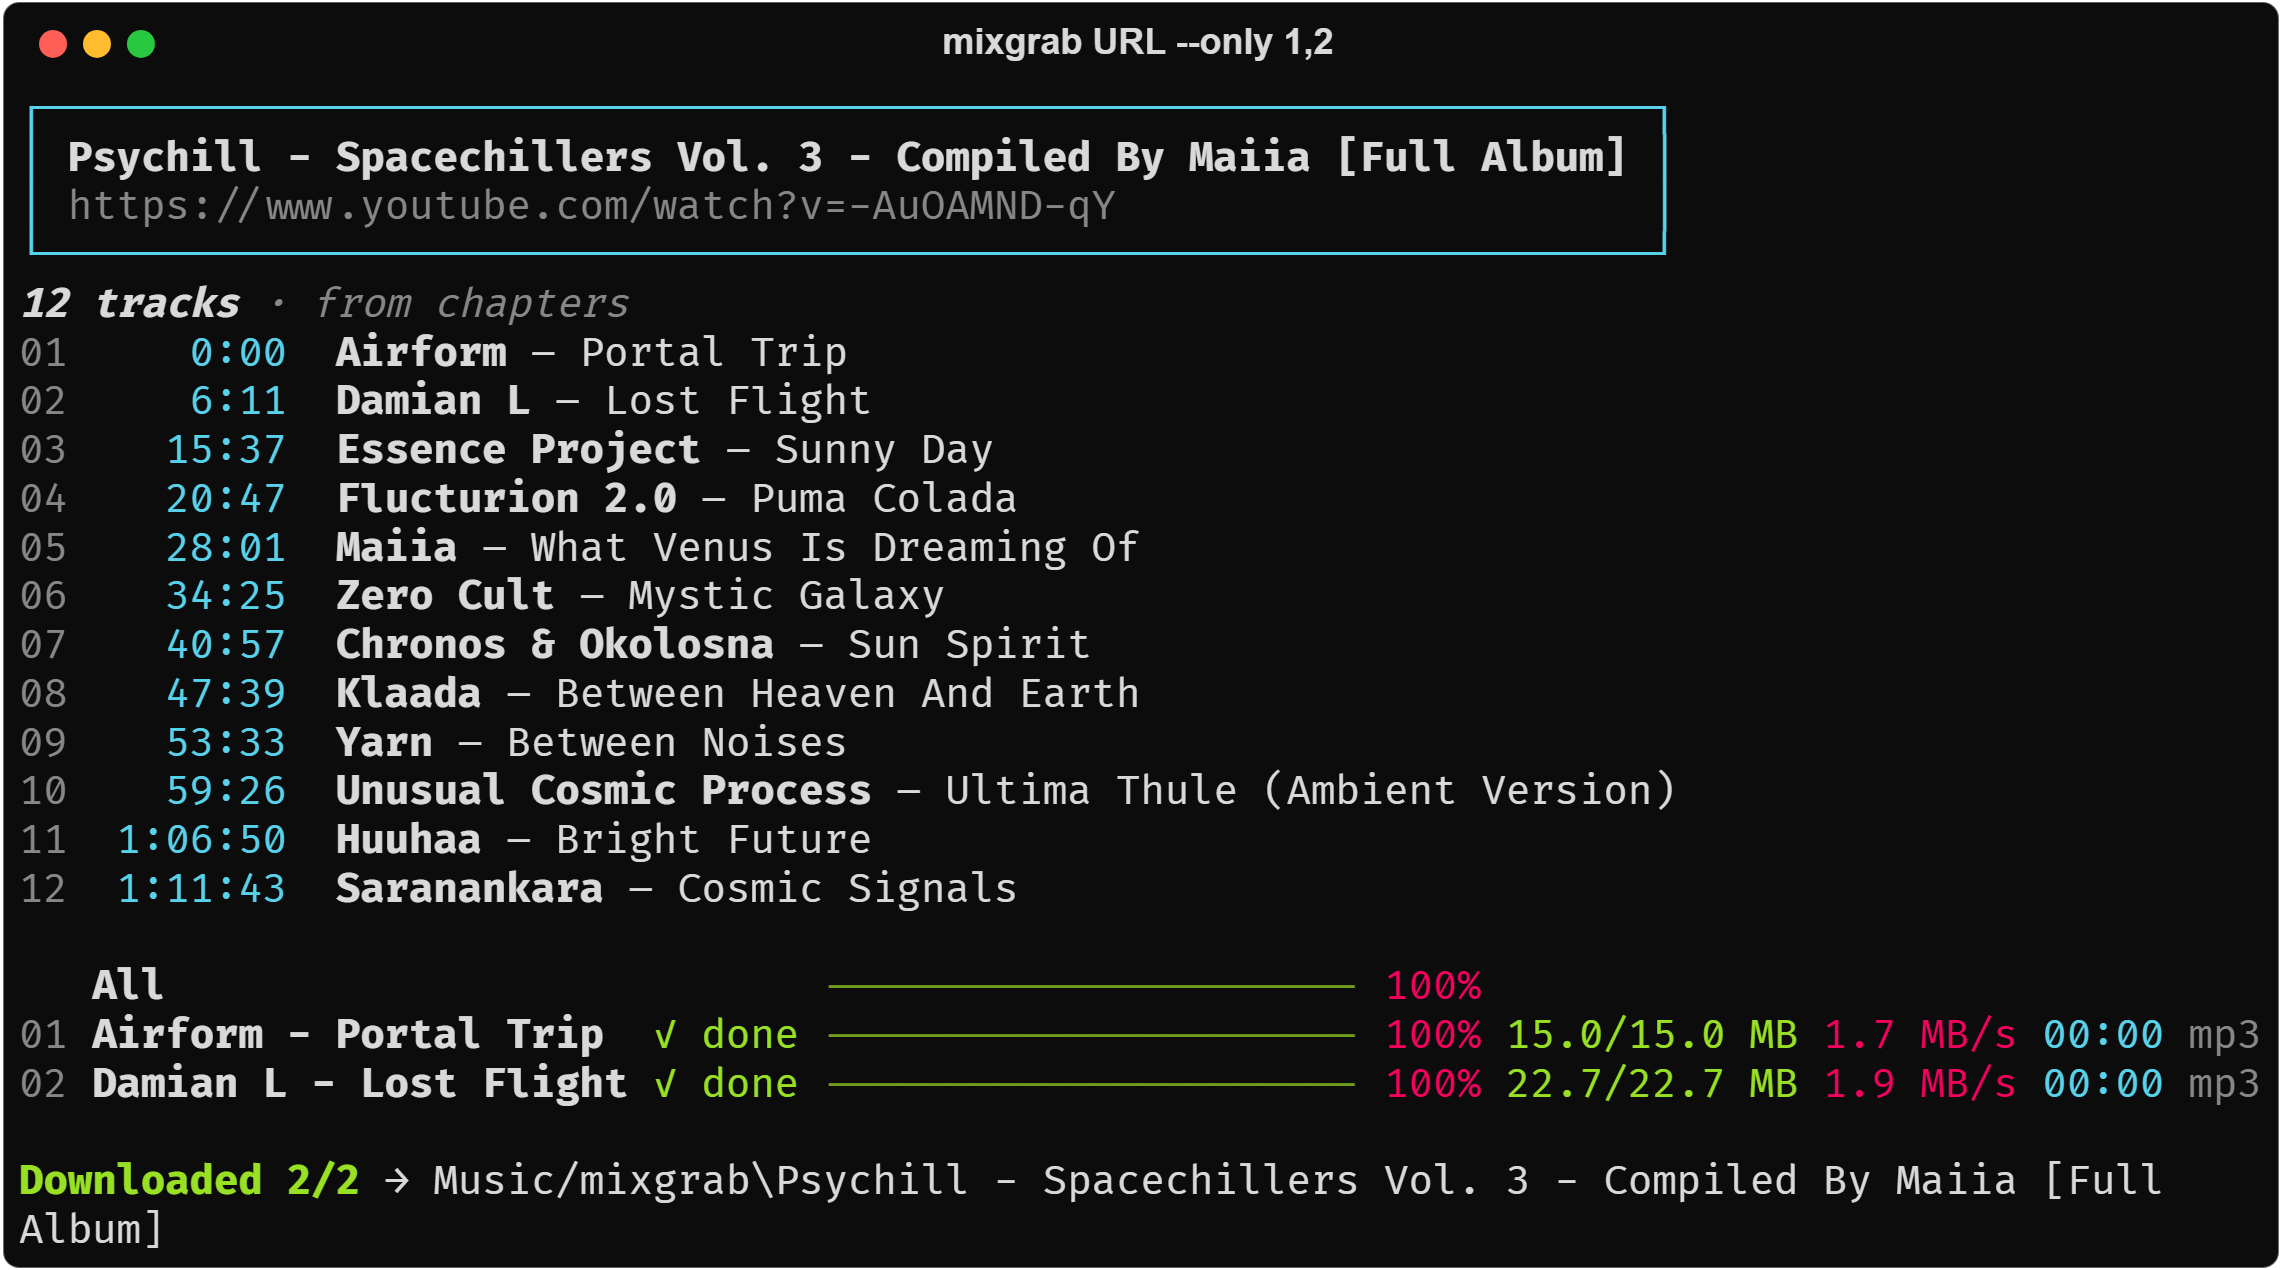 mixgrab URL --only 1,2
Psychill - Spacechillers Vol. 3 - Compiled By Maiia [Full Album]
https://www.youtube.com/watch?v=-AuOAMND-qY
12 tracks · from chapters
01 0:00 Airform — Portal Trip
02 6:11 Damian L — Lost Flight
03 15:37 Essence Project — Sunny Day
04 20:47 Flucturion 2.0 — Puma Colada
05 28:01 Maiia — What Venus Is Dreaming Of
06 34:25 Zero Cult — Mystic Galaxy
07 40:57 Chronos & Okolosna — Sun Spirit
08 47:39 Klaada — Between Heaven And Earth
09 53:33 Yarn — Between Noises
10 59:26 Unusual Cosmic Process — Ultima Thule (Ambient Version)
11 1:06:50 Huuhaa — Bright Future
12 1:11:43 Saranankara — Cosmic Signals
All 100%
01 Airform - Portal Trip √ done 100% 15.0/15.0 MB 1.7 MB/s 00:00 mp3
02 Damian L - Lost Flight √ done 100% 22.7/22.7 MB 1.9 MB/s 00:00 mp3
Downloaded 2/2 → Music/mixgrab\Psychill - Spacechillers Vol. 3 - Compiled By Maiia [Full
Album]